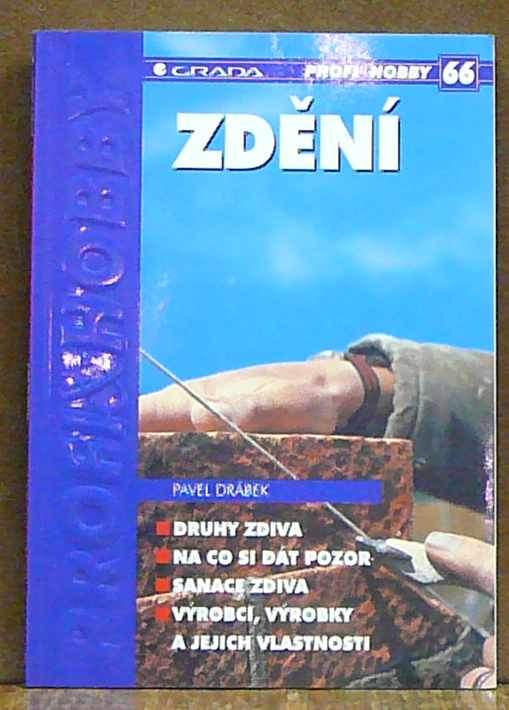 GRADA PROFI HOBBY 66
ZDĚNÍ
PROFI&HOBBY
PAVEL DRÁBEK
DRUHY ZDIVA
NA CO SI DÁT POZOR
SANACE ZDIVA
VÝROBCI, VÝROBKY
A JEJICH VLASTNOSTI